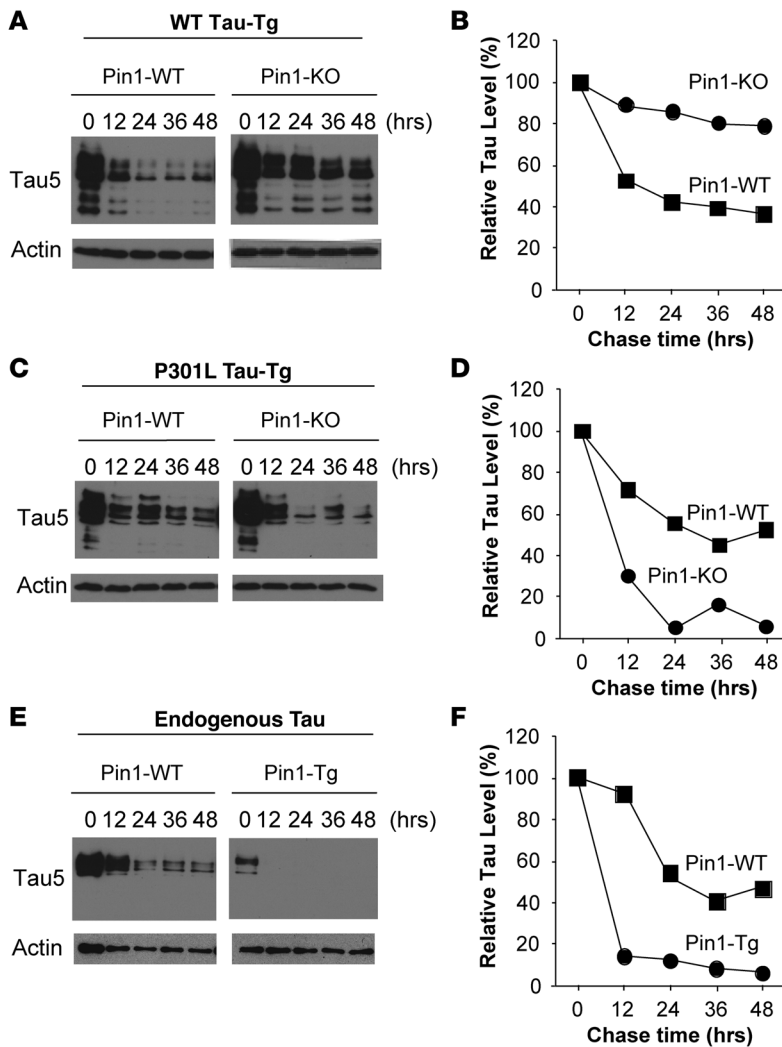 A
WT Tau-Tg
Pin1-WT Pin1-KO
0 12 24 36 48 0 12 24 36 48 (hrs)
Tau5
Actin
B
Relative Tau Level (%)
120
100
80
60
40
20
0
Pin1-KO
Pin1-WT
0 12 24 36 48
Chase time (hrs)
C
P301L Tau-Tg
Pin1-WT Pin1-KO
0 12 24 36 48 0 12 24 36 48 (hrs)
Tau5
Actin
D
Relative Tau Level (%)
120
100
80
60
40
20
0
Pin1-WT
Pin1-KO
0 12 24 36 48
Chase time (hrs)
E
Endogenous Tau
Pin1-WT Pin1-Tg
0 12 24 36 48 0 12 24 36 48 (hrs)
Tau5
Actin
F
Relative Tau Level (%)
120
100
80
60
40
20
0
Pin1-WT
Pin1-Tg
0 12 24 36 48
Chase time (hrs)